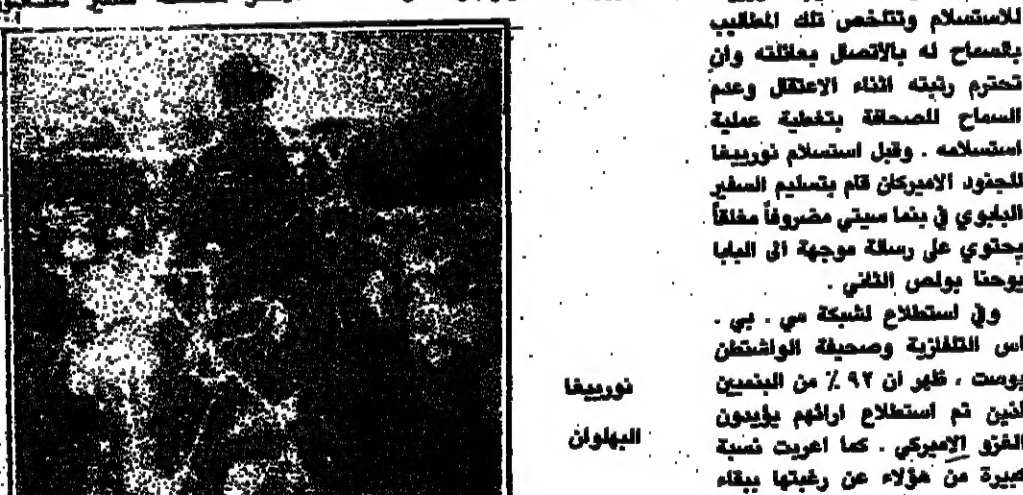 للاستسلام وتتلخص تلك المطاليب
بالسماح له بالاتصال بعائلته وان
تحترم رتبته اثناء الاعتقال وعدم
السماح للصحافة بتغطية عملية
استسلامه . وقبل استسلام نورييغا
للجنود الاميركان قام بتسليم السفير
البابوي في بنما سيتي مضروفاً مغلقاً
يحتوي على رسالة موجهة الى البابا
يوحنا بولص الثاني .
وفي استطلاع لشبكة سي . بي .
اس التلفازية وصحيفة الواشنطن
بوست ، ظهر ان ٩٢ ٪ من البنميين
الذين تم استطلاع ارائهم يؤيدون
الغزو الاميركي . كما اعربت نسبة
كبيرة من هؤلاء عن رغبتها ببقاء
نورييغا
البهلوان